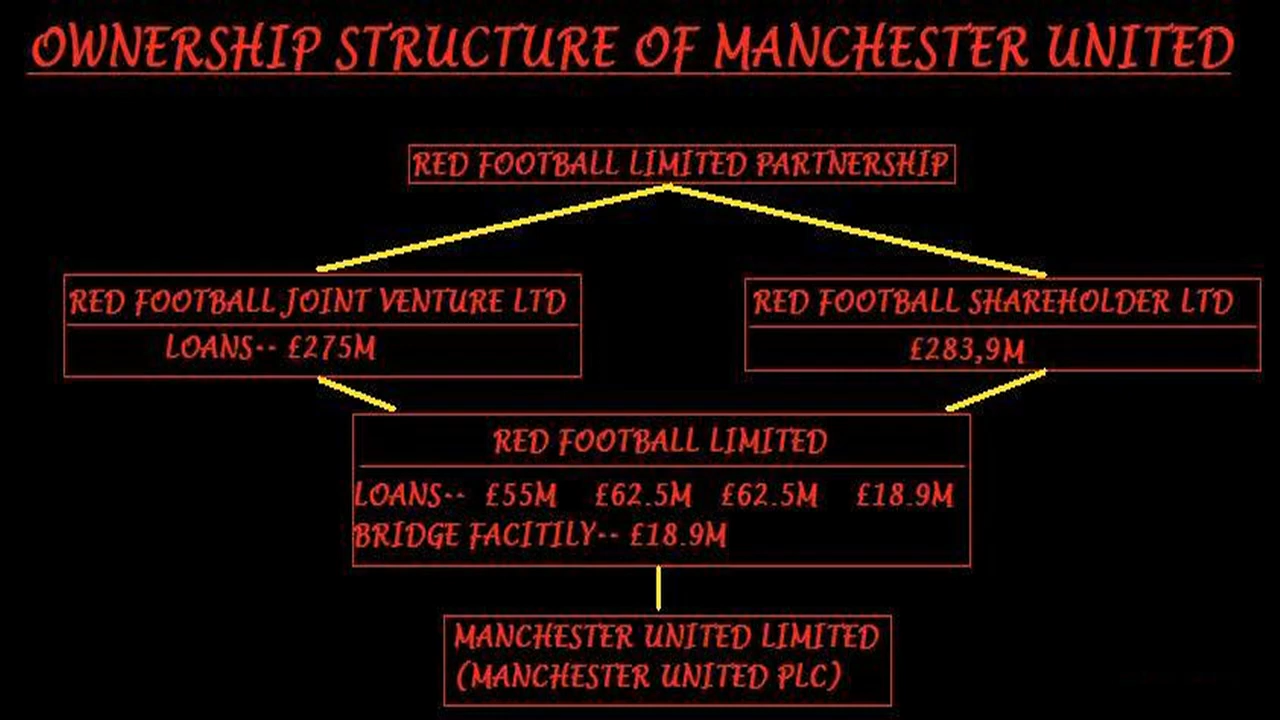 OWNERSHIP STRUCTURE OF MANCHESTER UNITED
RED FOOTBALL LIMITED PARTNERSHIP
RED FOOTBALL JOINT VENTURE LTD
LOANS-- £275M
RED FOOTBALL SHAREHOLDER LTD
£283,9M
RED FOOTBALL LIMITED
LOANS-- £55M £62.5M £62.5M £18.9M
BRIDGE FACITILY-- £18.9M
MANCHESTER UNITED LIMITED
(MANCHESTER UNITED PLC)